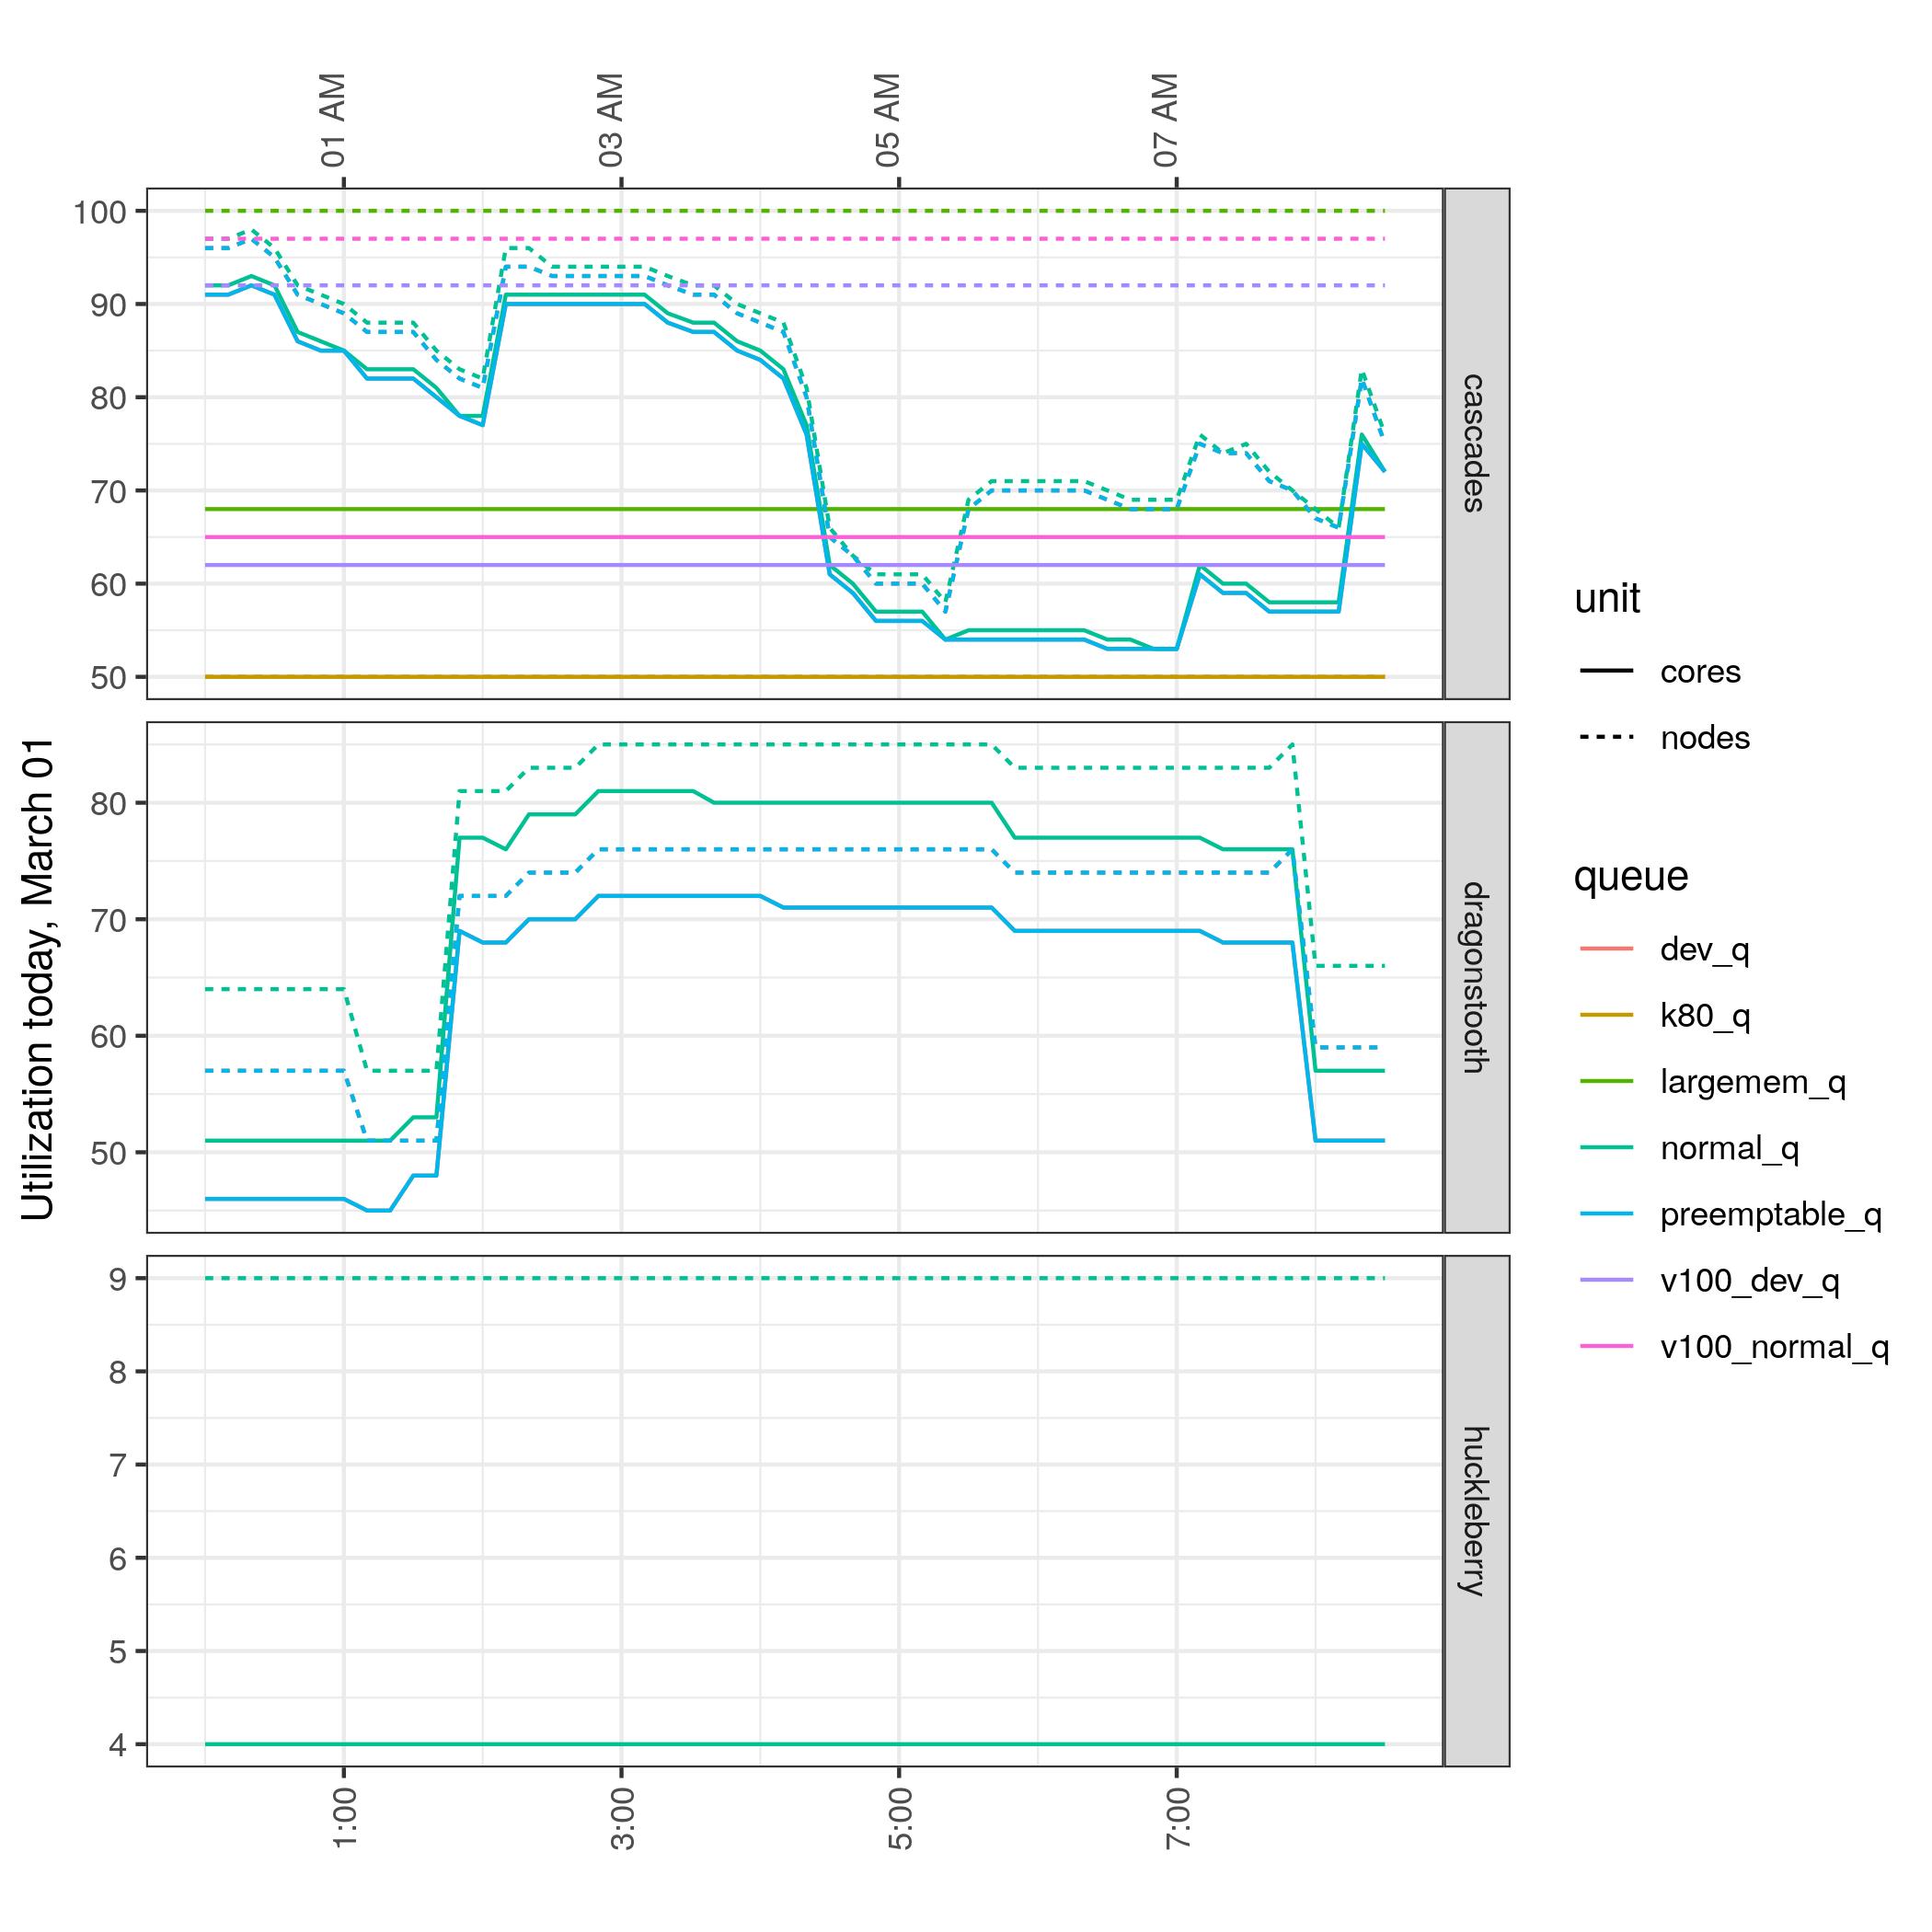 01 AM
03 AM
05 AM
07 AM
100
90
80
70
60
50
cascades
80
70
60
50
dragonstooth
9
8
7
6
5
4
huckleberry
1:00
3:00
5:00
7:00
Utilization today, March 01
unit
cores
nodes
queue
dev_q
k80_q
largemem_q
normal_q
preemptable_q
v100_dev_q
v100_normal_q